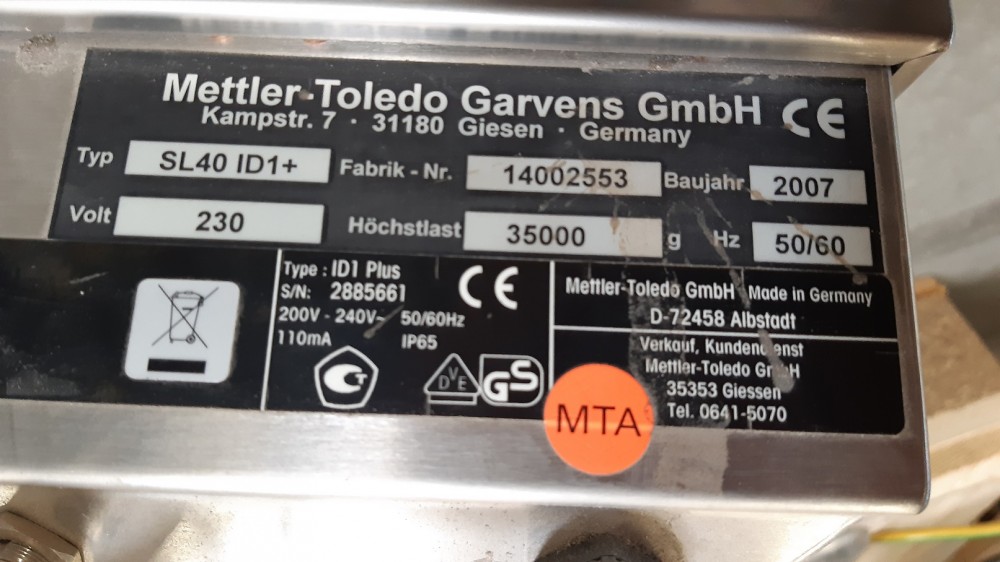 Mettler-Toledo Garvens GmbH CE
Kampstr. 7 · 31180 Giesen · Germany
Typ SL40 ID1+ Fabrik - Nr. 14002553 Baujahr 2007
Volt 230 Höchstlast 35000 g Hz 50/60
Type : ID1 Plus CE
S/N: 2885661
200V - 240V~ 50/60Hz
110mA IP65
DVE GS
Mettler-Toledo GmbH Made in Germany
D-72458 Albstadt
Verkauf, Kundendienst
Mettler-Toledo GmbH
35353 Giessen
Tel. 0641-5070
MTA